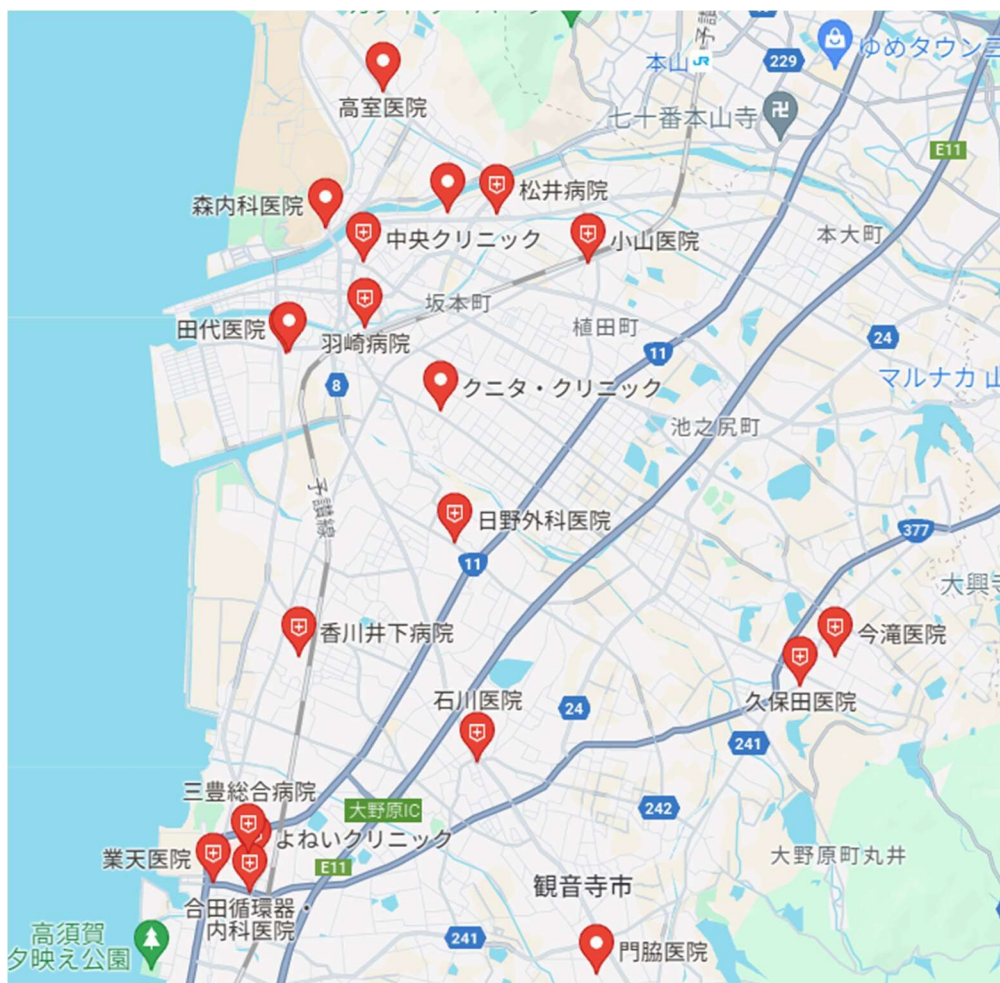 本山
229
ゆめタウン三
高室医院
七十番本山寺
E11
森内科医院
松井病院
中央クリニック
小山医院
本大町
坂本町
田代医院
羽崎病院
植田町
24
11
8
クニタ・クリニック
マルナカ 山
池之尻町
予讃線
日野外科医院
377
11
大興寺
香川井下病院
今滝医院
石川医院
久保田医院
24
241
三豊総合病院
大野原IC
242
よねいクリニック
業天医院
大野原町丸井
E11
観音寺市
合田循環器・
内科医院
高須賀
夕映え公園
241
門脇医院